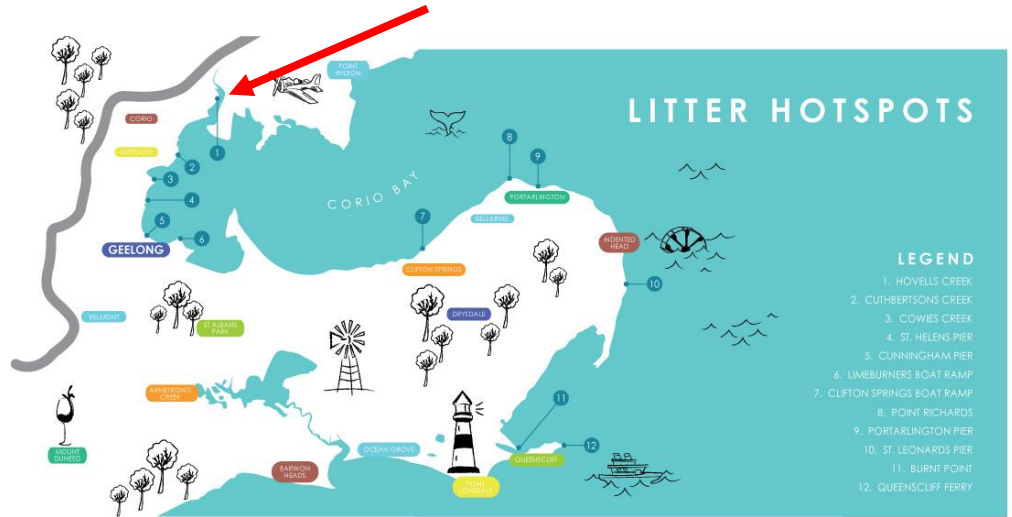 POINT
WILSON
LITTER HOTSPOTS
CORIO
NORLANE
1
2
3
4
5
6
7
8
9
10
11
12
CORIO BAY
PORTARLINGTON
BELLARINE
INDENTED
HEAD
GEELONG
CLIFTON SPRINGS
BELMONT
ST ALBANS
PARK
DRYSDALE
ARMSTRONG
CREEK
MOUNT
DUNEED
OCEAN GROVE
BARWON
HEADS
POINT
LONSDALE
QUEENSCLIFF
LEGEND
1. HOVELLS CREEK
2. CUTHBERTSONS CREEK
3. COWIES CREEK
4. ST. HELENS PIER
5. CUNNINGHAM PIER
6. LIMEBURNERS BOAT RAMP
7. CLIFTON SPRINGS BOAT RAMP
8. POINT RICHARDS
9. PORTARLINGTON PIER
10. ST. LEONARDS PIER
11. BURNT POINT
12. QUEENSCLIFF FERRY